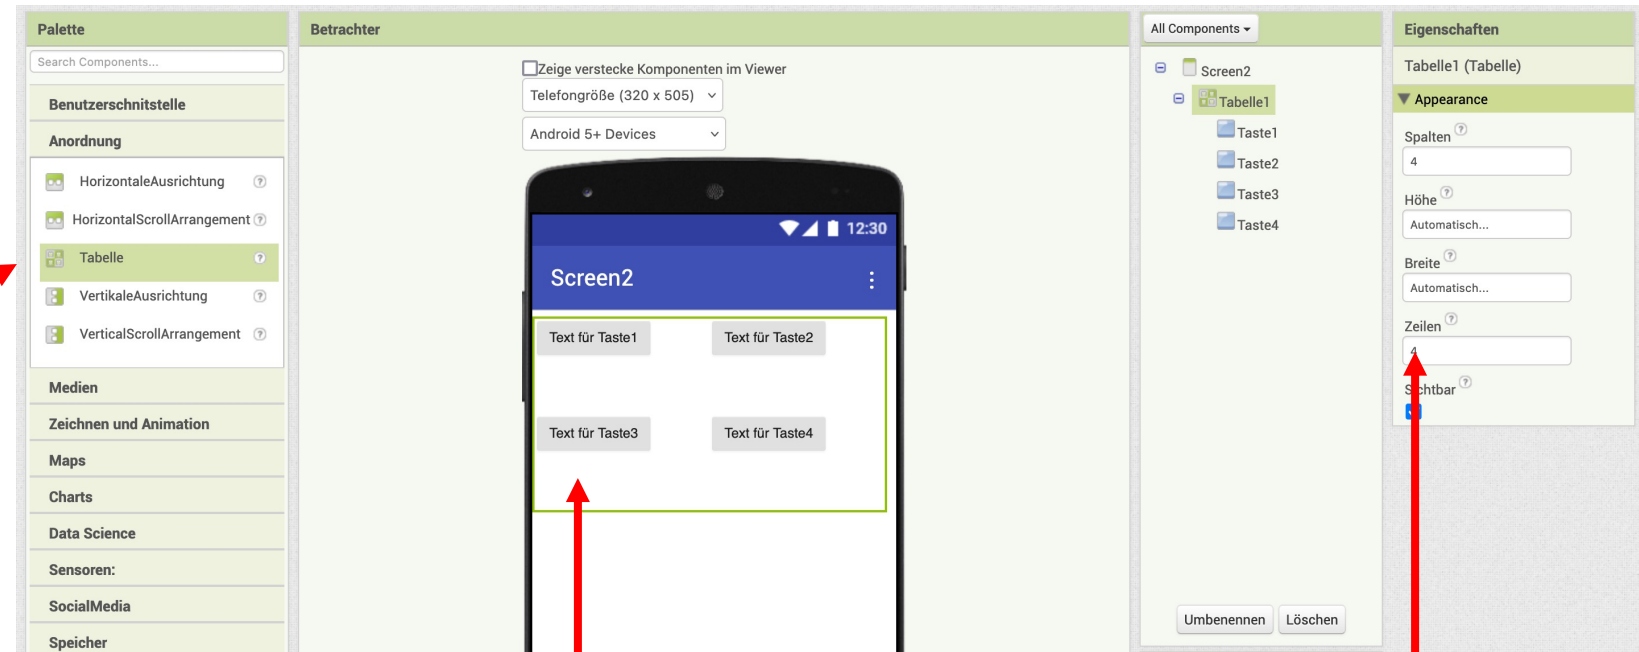 Palette
Search Components...
Benutzerschnitstelle
Anordnung
HorizontaleAusrichtung
HorizontalScrollArrangement
Tabelle
VertikaleAusrichtung
VerticalScrollArrangement
Medien
Zeichnen und Animation
Maps
Charts
Data Science
Sensoren:
SocialMedia
Speicher
Betrachter
Zeige verstecke Komponenten im Viewer
Telefongröße (320 x 505)
Android 5+ Devices
12:30
Screen2
Text für Taste1
Text für Taste2
Text für Taste3
Text für Taste4
All Components
Screen2
Tabelle1
Taste1
Taste2
Taste3
Taste4
Umbenennen
Löschen
Eigenschaften
Tabelle1 (Tabelle)
Appearance
Spalten
4
Höhe
Automatisch...
Breite
Automatisch...
Zeilen
4
Sichtbar